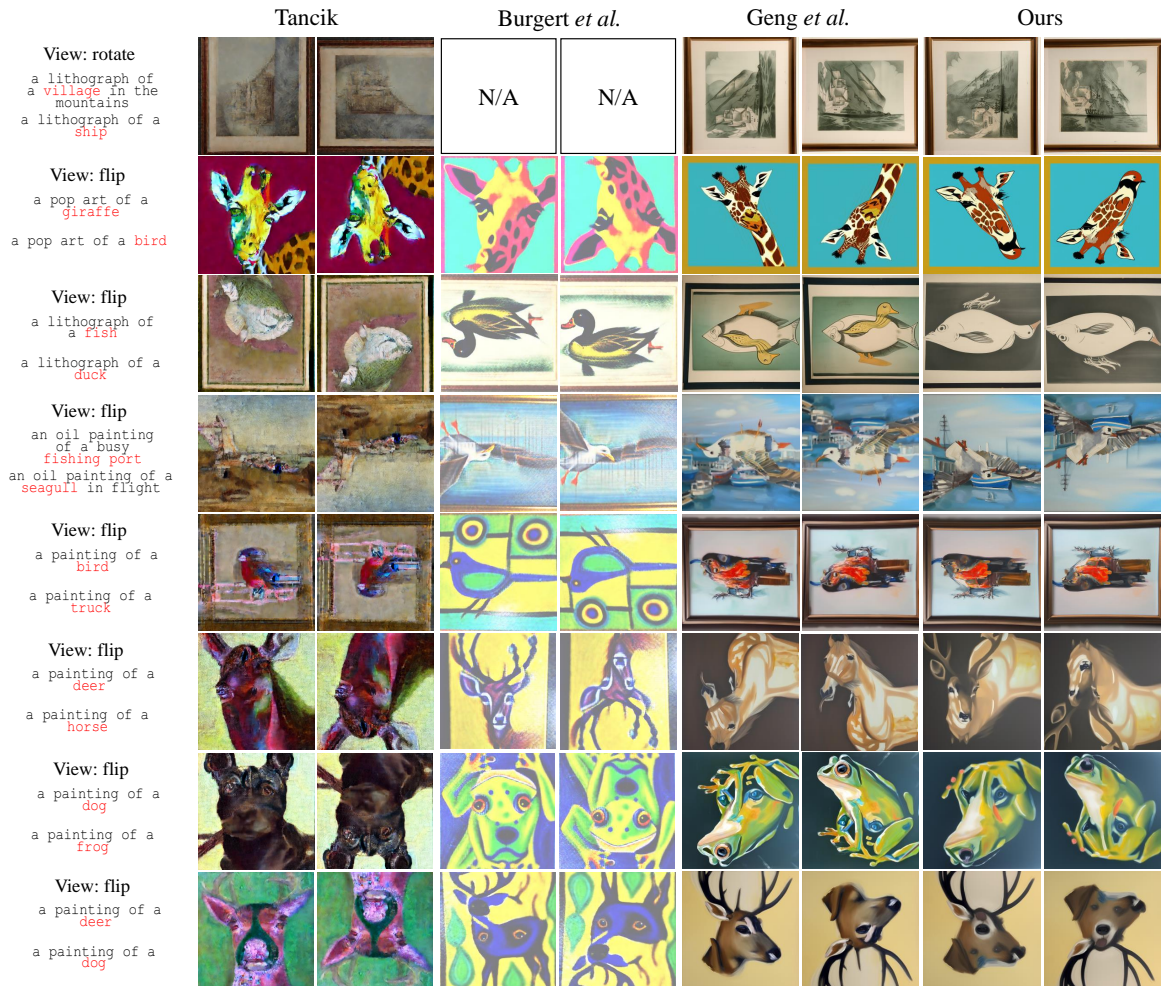 Tancik
Burgert et al.
Geng et al.
Ours
View: rotate
a lithograph of
a village in the
mountains
a lithograph of a
ship
N/A
N/A
View: flip
a pop art of a
giraffe
a pop art of a bird
View: flip
a lithograph of
a fish
a lithograph of a
duck
View: flip
an oil painting
of a busy
fishing port
an oil painting of a
seagull in flight
View: flip
a painting of a
bird
a painting of a
truck
View: flip
a painting of a
deer
a painting of a
horse
View: flip
a painting of a
dog
a painting of a
frog
View: flip
a painting of a
deer
a painting of a
dog